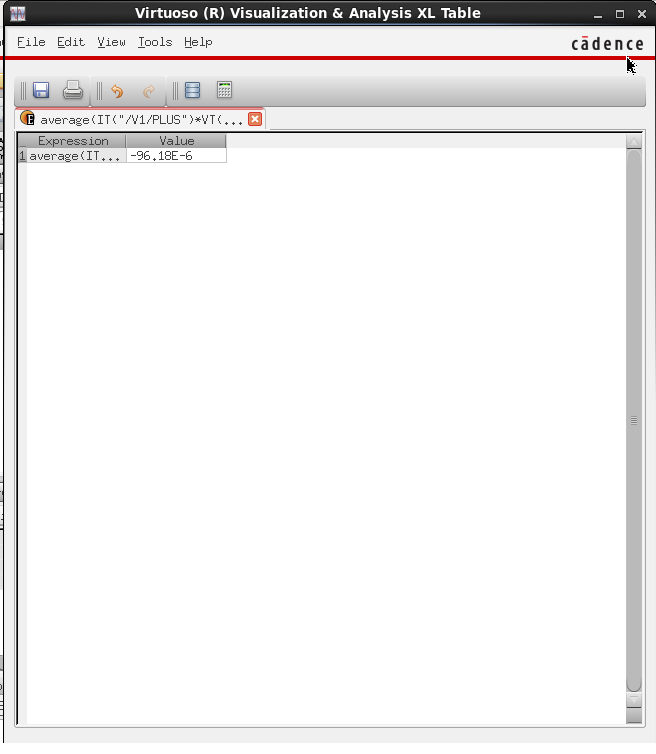 Virtuoso (R) Visualization & Analysis XL Table
File Edit View Tools Help
cādence
average(IT("/V1/PLUS")*VT(...
Expression Value
1 average(IT... -96.18E-6